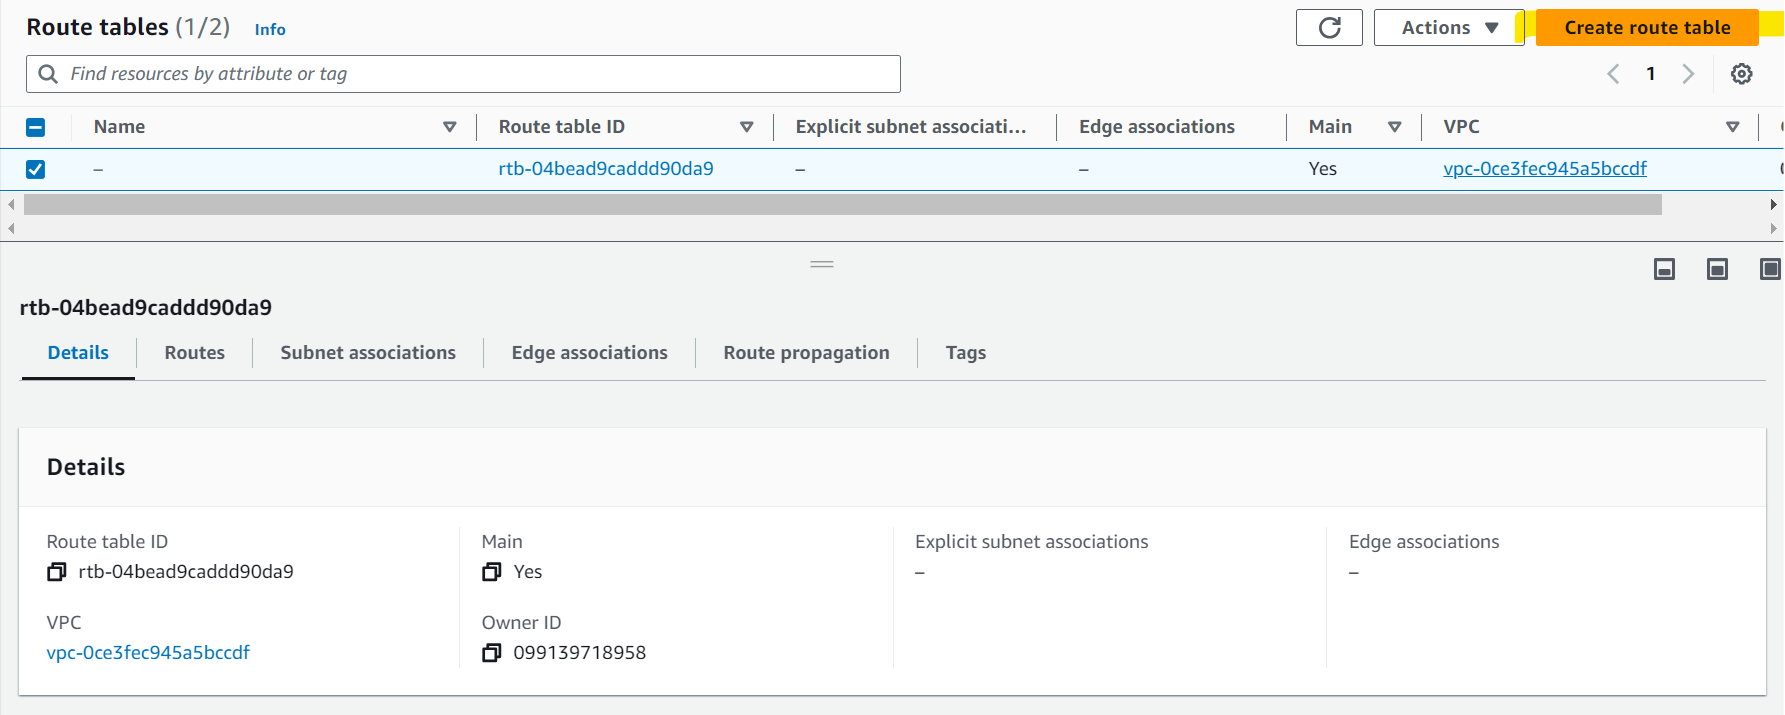 Route tables (1/2) Info Actions Create route table
Find resources by attribute or tag 1
Name Route table ID Explicit subnet associati... Edge associations Main VPC
– rtb-04bead9caddd90da9 – – Yes vpc-0ce3fec945a5bccdf
rtb-04bead9caddd90da9
Details Routes Subnet associations Edge associations Route propagation Tags
Details
Route table ID Main Explicit subnet associations Edge associations
rtb-04bead9caddd90da9 Yes – –
VPC Owner ID
vpc-0ce3fec945a5bccdf 099139718958